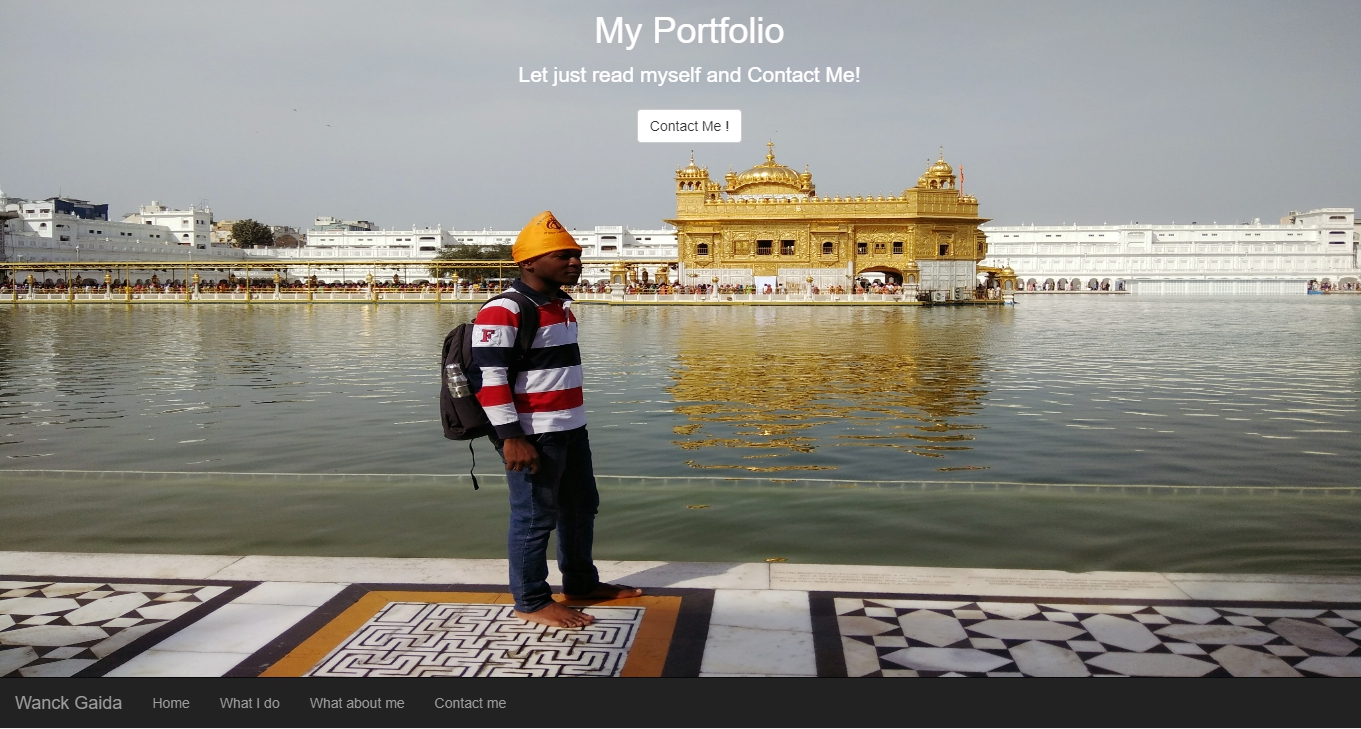 My Portfolio
Let just read myself and Contact Me!
Contact Me !
F
Wanck Gaida Home What I do What about me Contact me